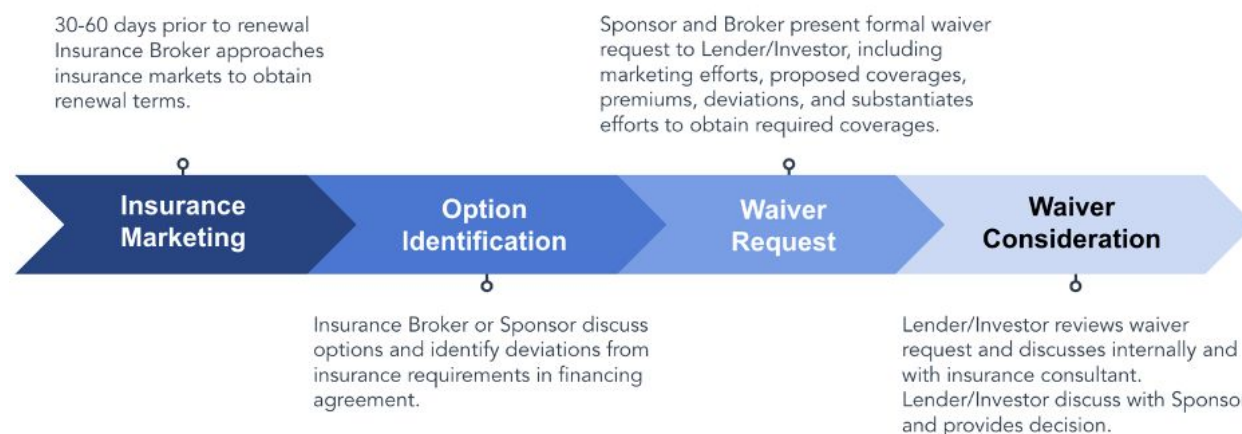 30-60 days prior to renewal
Insurance Broker approaches
insurance markets to obtain
renewal terms.
Sponsor and Broker present formal waiver
request to Lender/Investor, including
marketing efforts, proposed coverages,
premiums, deviations, and substantiates
efforts to obtain required coverages.
Insurance
Marketing
Option
Identification
Waiver
Request
Waiver
Consideration
Insurance Broker or Sponsor discuss
options and identify deviations from
insurance requirements in financing
agreement.
Lender/Investor reviews waiver
request and discusses internally and
with insurance consultant.
Lender/Investor discuss with Sponsor
and provides decision.